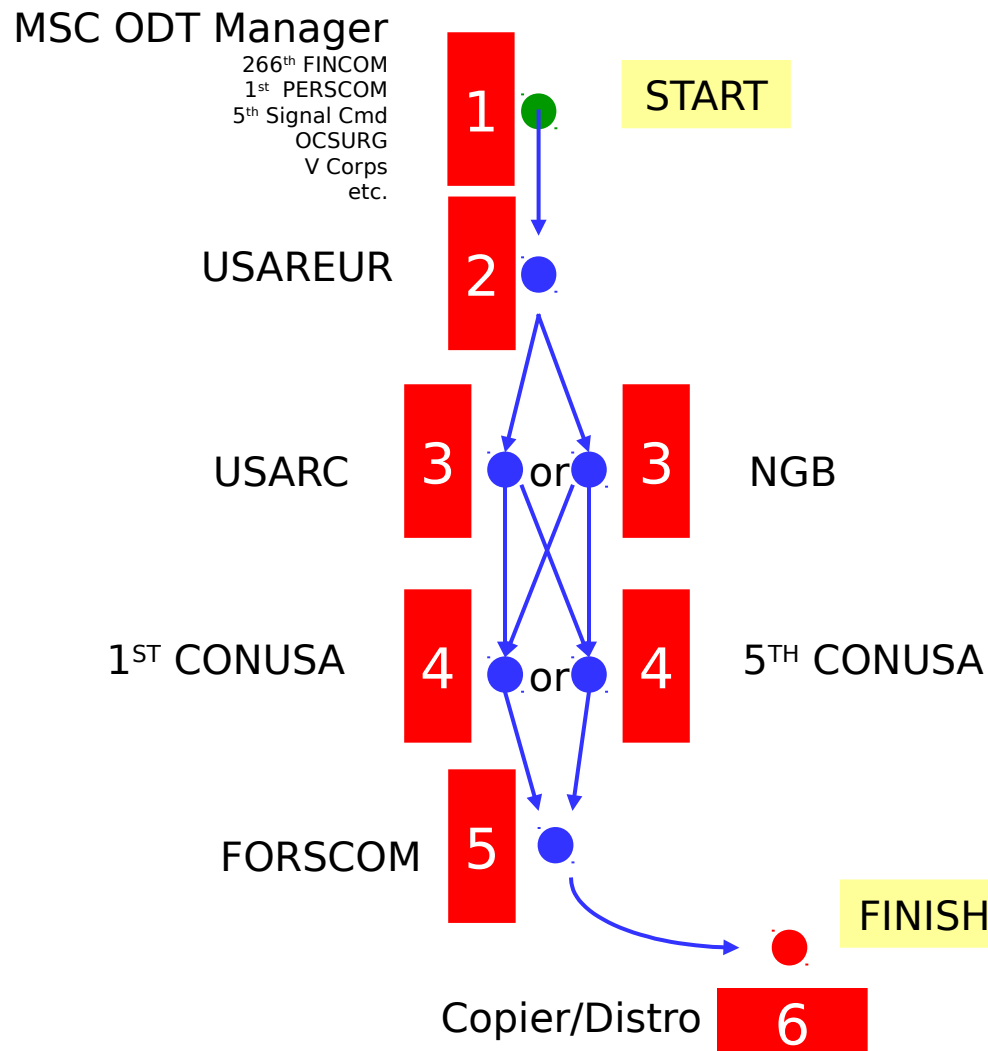 MSC ODT Manager
266th FINCOM
1st PERSCOM
5th Signal Cmd
OCSURG
V Corps
etc.
1
START
USAREUR
2
USARC
3
or
3
NGB
1ST CONUSA
4
or
4
5TH CONUSA
FORSCOM
5
FINISH
Copier/Distro
6